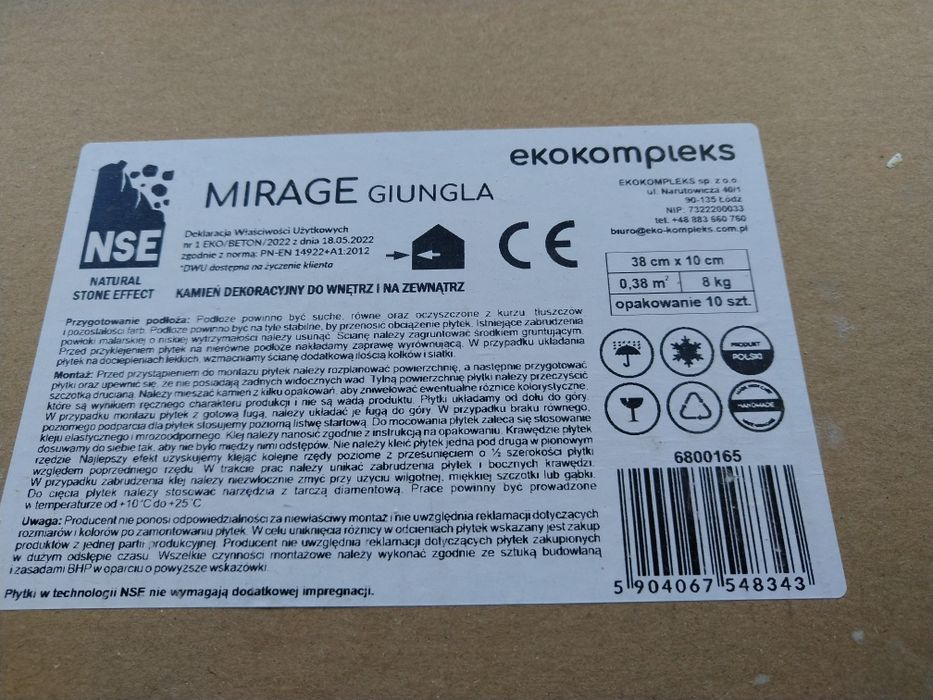 ekokompleks
NSE
NATURAL
STONE EFFECT
MIRAGE GIUNGLA
EKOKOMPLEKS sp. z o.o.
ul. Narutowicza 40/1
90-135 Łódź
NIP: 7322200033
tel. +48 883 660 760
biuro@eko-kompleks.com.pl
Deklaracja Właściwości Użytkowych
nr 1 EKO/BETON/2022 z dnia 18.05.2022
zgodnie z normą: PN-EN 14922+A1:2012
*DWU dostępna na życzenie klienta
CE
KAMIEŃ DEKORACYJNY DO WNĘTRZ I NA ZEWNĄTRZ
38 cm x 10 cm
0,38 m² 8 kg
opakowanie 10 szt.
Przygotowanie podłoża: Podłoże powinno być suche, równe oraz oczyszczone z kurzu tłuszczów
i pozostałości farb. Podłoże powinno być na tyle stabilne, by przenosić obciążenie płytek. Istniejące zabrudzenia
powłoki malarskiej o niskiej wytrzymałości należy usunąć. Ścianę należy zagruntować środkiem gruntującym.
Przed przyklejeniem płytek na nierówne podłoże nakładamy zaprawę wyrównującą. W przypadku układania
płytek na dociepleniach lekkich, wzmacniamy ścianę dodatkową ilością kołków i siatki.
Montaż: Przed przystąpieniem do montażu płytek należy rozplanować powierzchnię, a następnie przygotować
płytki oraz upewnić się, że nie posiadają żadnych widocznych wad. Tylną powierzchnię płytki należy przeczyścić
szczotką drucianą. Należy mieszać kamień z kilku opakowań, aby zniwelować ewentualne różnice kolorystyczne,
które są wynikiem ręcznego charakteru produkcji i nie są wadą produktu. Płytki układamy od dołu do góry.
W przypadku montażu płytek z gotową fugą, należy układać je fugą do góry. W przypadku braku równego,
poziomego podparcia dla płytek stosujemy poziomą listwę startową. Do mocowania płytek zaleca się stosowanie
kleju elastycznego i mrozoodpornego. Klej należy nanosić zgodnie z instrukcją na opakowaniu. Krawędzie płytek
dosuwamy do siebie tak, aby nie było między nimi odstępów. Nie należy kleić płytek jedna pod drugą w pionowym
rzędzie. Najlepszy efekt uzyskujemy klejąc kolejne rzędy poziome z przesunięciem o ½ szerokości płytki
względem poprzedniego rzędu. W trakcie prac należy unikać zabrudzenia płytek i bocznych krawędzi.
W przypadku zabrudzenia klej należy niezwłocznie zmyć przy użyciu wilgotnej, miękkiej szczotki lub gąbki.
Do cięcia płytek należy stosować narzędzia z tarczą diamentową. Prace powinny być prowadzone
w temperaturze od +10°C do +25°C
Uwaga: Producent nie ponosi odpowiedzialności za niewłaściwy montaż i nie uwzględnia reklamacji dotyczących
rozmiarów i kolorów po zamontowaniu płytek. W celu uniknięcia różnicy w odcieniach płytek wskazany jest zakup
produktów z jednej partii produkcyjnej. Producent nie uwzględnia reklamacji dotyczących płytek zakupionych
w dużym odstępie czasu. Wszelkie czynności montażowe należy wykonać zgodnie ze sztuką budowlaną
i zasadami BHP w oparciu o powyższe wskazówki.
Płytki w technologii NSE nie wymagają dodatkowej impregnacji.
PRODUKT
POLSKI
HANDMADE
6800165
5 904067 548343